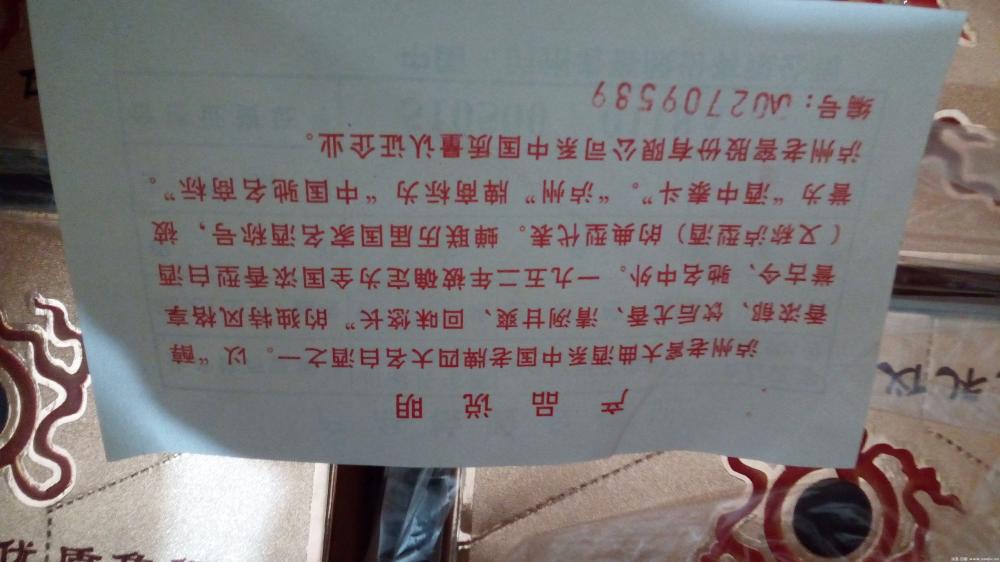 产品说明
泸州老窖大曲酒系中国老牌四大名白酒之一。以“醇
香浓郁、饮后尤香、清洌甘爽、回味悠长”的独特风格享
誉古今、驰名中外。一九五二年被确定为全国浓香型白酒
（又称泸型酒）的典型代表。蝉联历届国家名酒称号，被
誉为“酒中泰斗”。“泸州”牌商标为“中国驰名商标”。
泸州老窖股份有限公司系中国质量认证企业。
编号：AU2709589
礼仪
优质